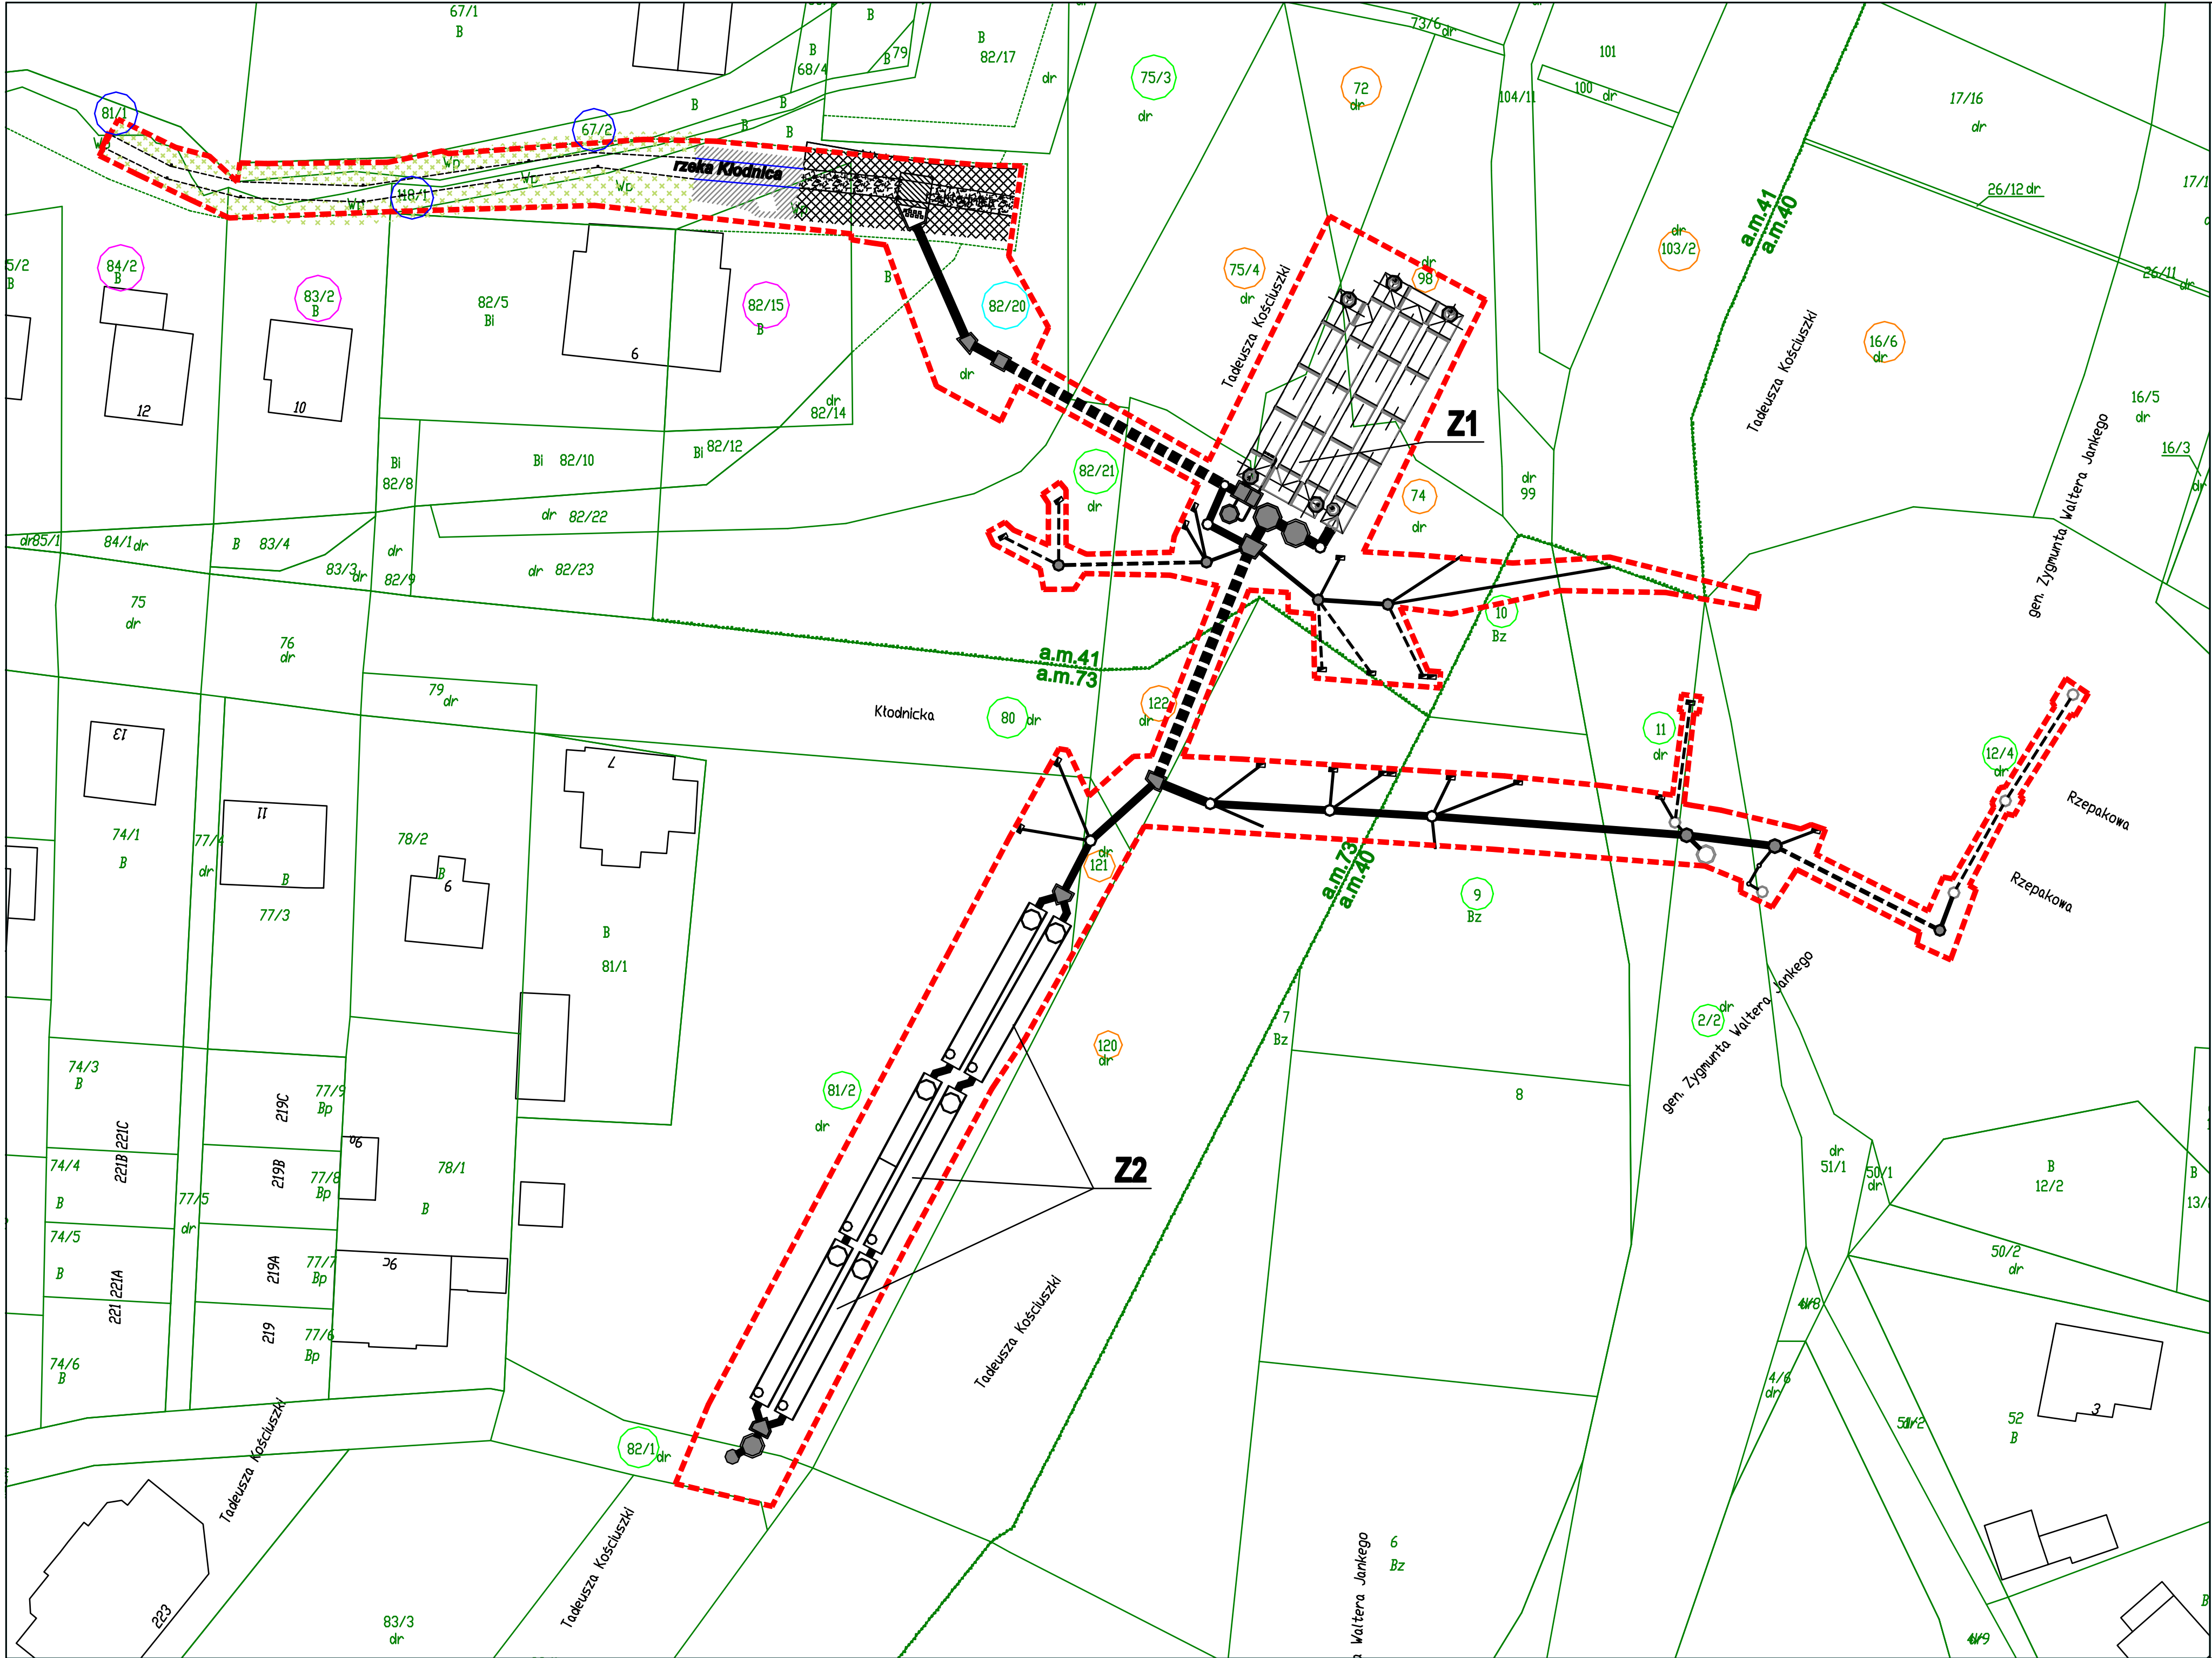 67/1
B
B
68/4
B
B
79
B
82/17
dr
75/3
dr
72
dr
73/6
dr
104/11
101
100 dr
17/16
dr
81/1
67/2
B
B
B
B
Wp
Wp
Wp
Wp
Wp
Wp
118/1
rzeka Kłodnica
26/12 dr
26/11
dr
a.m.41
a.m.40
84/2
B
83/2
B
82/5
Bi
82/15
B
B
82/20
dr
75/4
dr
Tadeusza Kościuszki
dr
98
dr
103/2
Tadeusza Kościuszki
16/6
dr
16/5
dr
16/3
dr
12
10
6
Z1
dr
82/14
82/12
Bi
Bi 82/10
Bi
82/8
82/21
dr
74
dr
dr
99
gen. Zygmunta Waltera Jankego
dr 82/22
dr 82/23
dr85/1
84/1 dr
B 83/4
83/3
dr
dr
82/9
75
dr
76
dr
79
dr
a.m.41
a.m.73
10
Bz
Kłodnicka
80 dr
122
dr
11
dr
12/4
dr
Rzepakowa
Rzepakowa
13
11
7
9
74/1
B
77/4
dr
78/2
B
B
77/3
B
81/1
dr
121
a.m.73
a.m.40
9
Bz
7
Bz
dr
2/2
gen. Zygmunta Waltera Jankego
120
dr
81/2
dr
8
74/3
B
77/9
Bp
219C
221B 221C
74/4
B
219B
77/8
Bp
9a
78/1
B
77/5
dr
Z2
74/5
B
221 221A
219A
77/7
Bp
9c
219
77/6
Bp
74/6
B
dr
51/1
50/1
dr
B
12/2
B
50/2
dr
4/6
dr
52
B
3
Tadeusza Kościuszki
Tadeusza Kościuszki
Tadeusza Kościuszki
82/1
dr
223
83/3
dr
6
Bz
Waltera Jankego
B